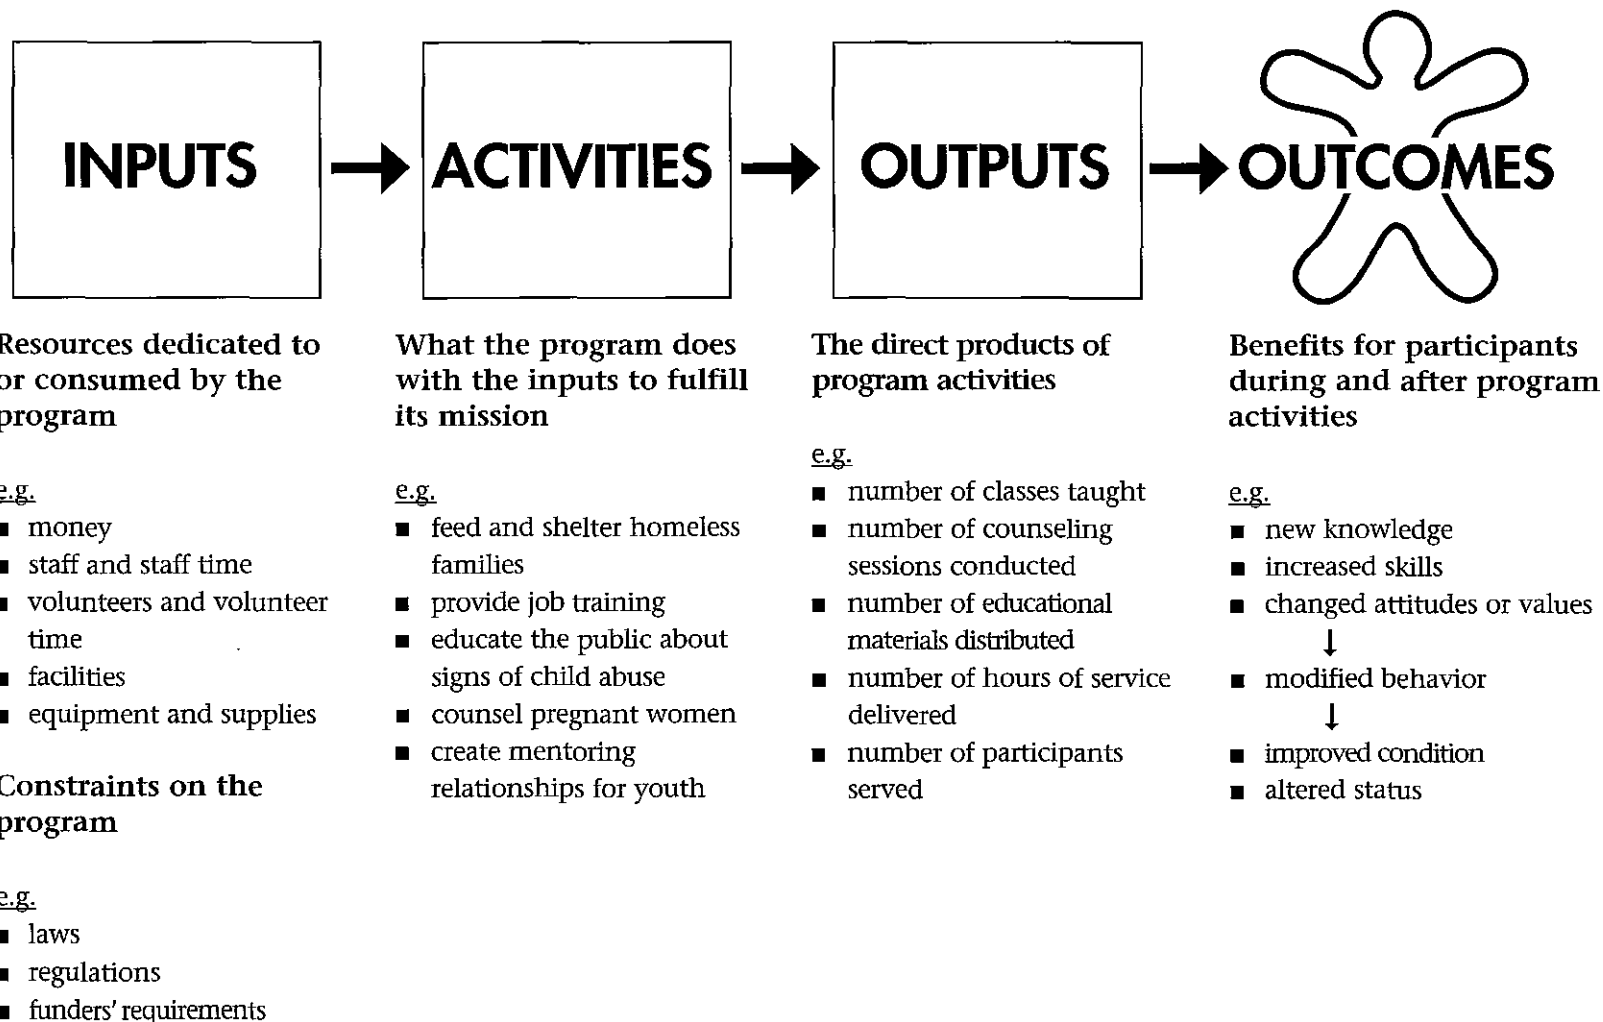 INPUTS
ACTIVITIES
OUTPUTS
OUTCOMES
Resources dedicated to
or consumed by the
program
e.g.
■ money
■ staff and staff time
■ volunteers and volunteer
time
■ facilities
■ equipment and supplies
Constraints on the
program
e.g.
■ laws
■ regulations
■ funders' requirements
What the program does
with the inputs to fulfill
its mission
e.g.
■ feed and shelter homeless
families
■ provide job training
■ educate the public about
signs of child abuse
■ counsel pregnant women
■ create mentoring
relationships for youth
The direct products of
program activities
e.g.
■ number of classes taught
■ number of counseling
sessions conducted
■ number of educational
materials distributed
■ number of hours of service
delivered
■ number of participants
served
Benefits for participants
during and after program
activities
e.g.
■ new knowledge
■ increased skills
■ changed attitudes or values
■ modified behavior
■ improved condition
■ altered status